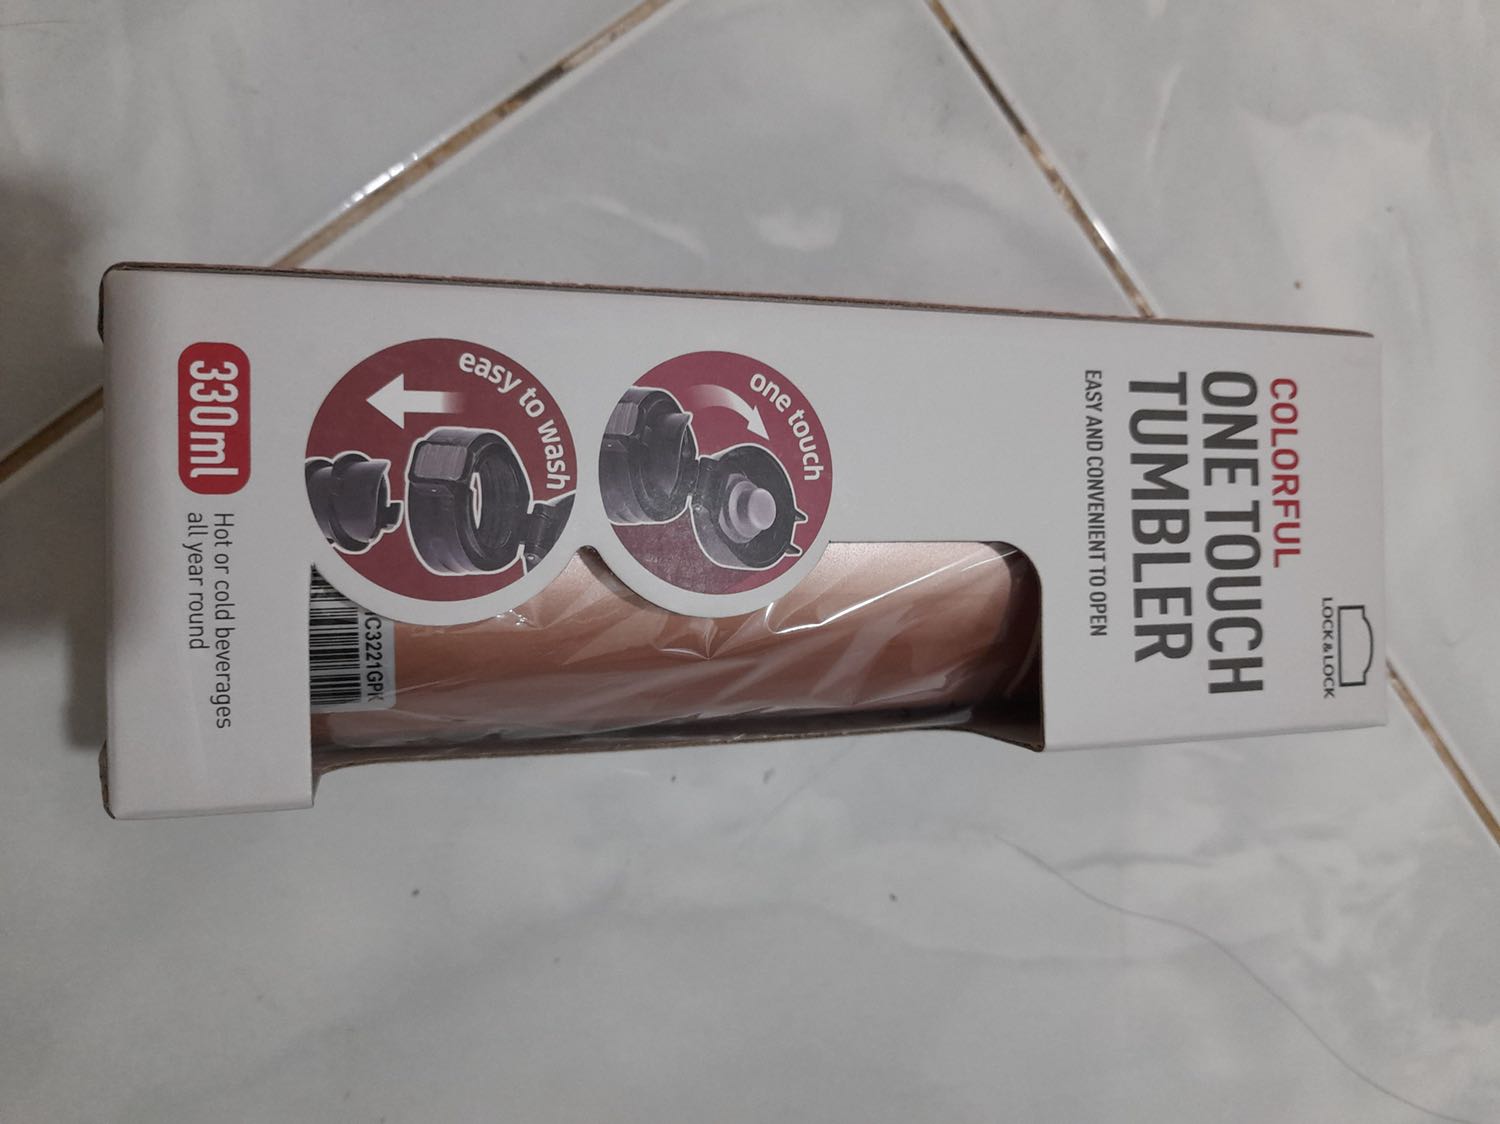 LOCK&LOCK
COLORFUL
ONE TOUCH
TUMBLER
EASY AND CONVENIENT TO OPEN
one touch
easy to wash
330ml
Hot or cold beverages
all year round